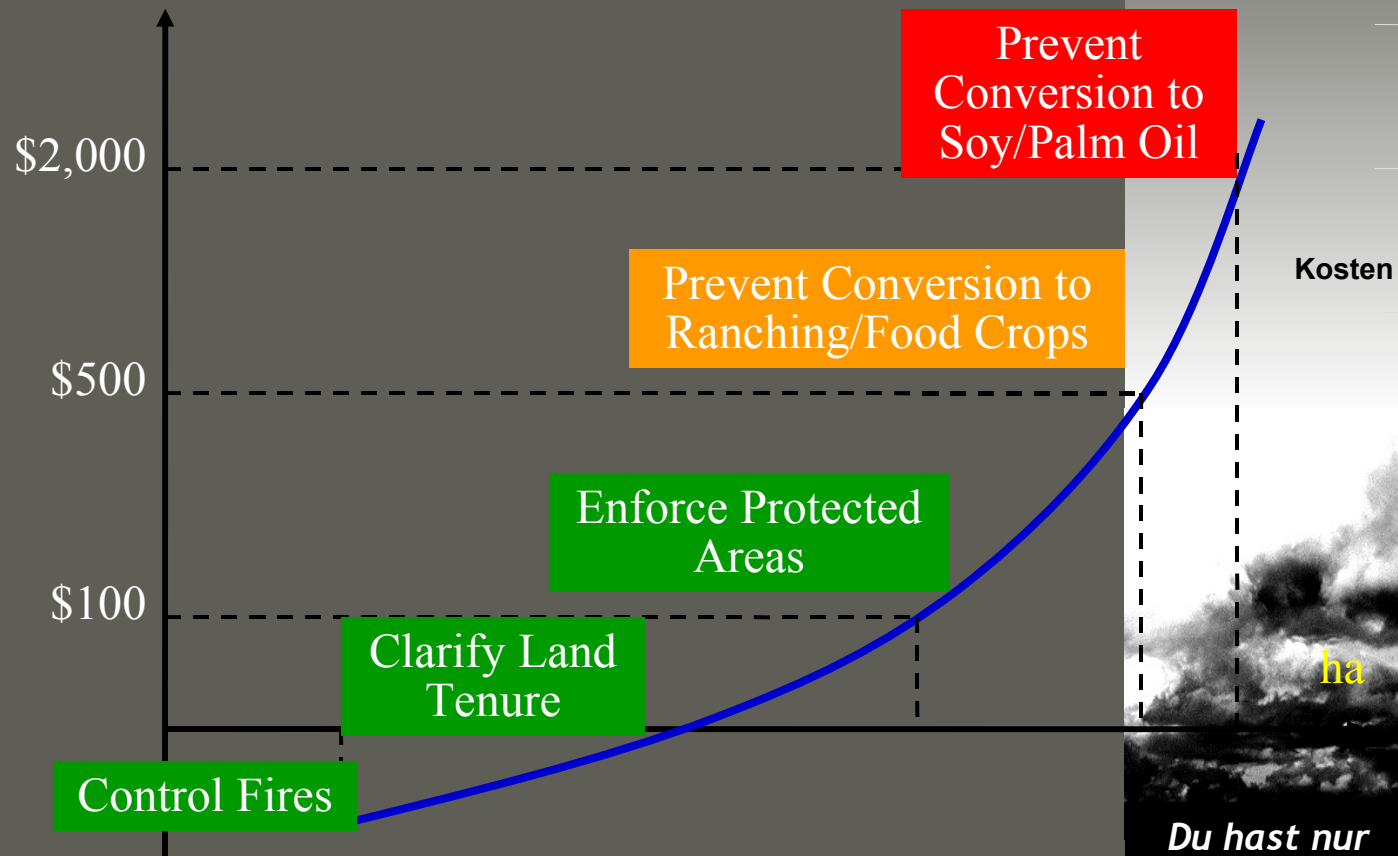 Prevent
Conversion to
Soy/Palm Oil
$2,000
Kosten
Prevent Conversion to
Ranching/Food Crops
$500
Enforce Protected
Areas
$100
Clarify Land
Tenure
ha
Control Fires
Du hast nur